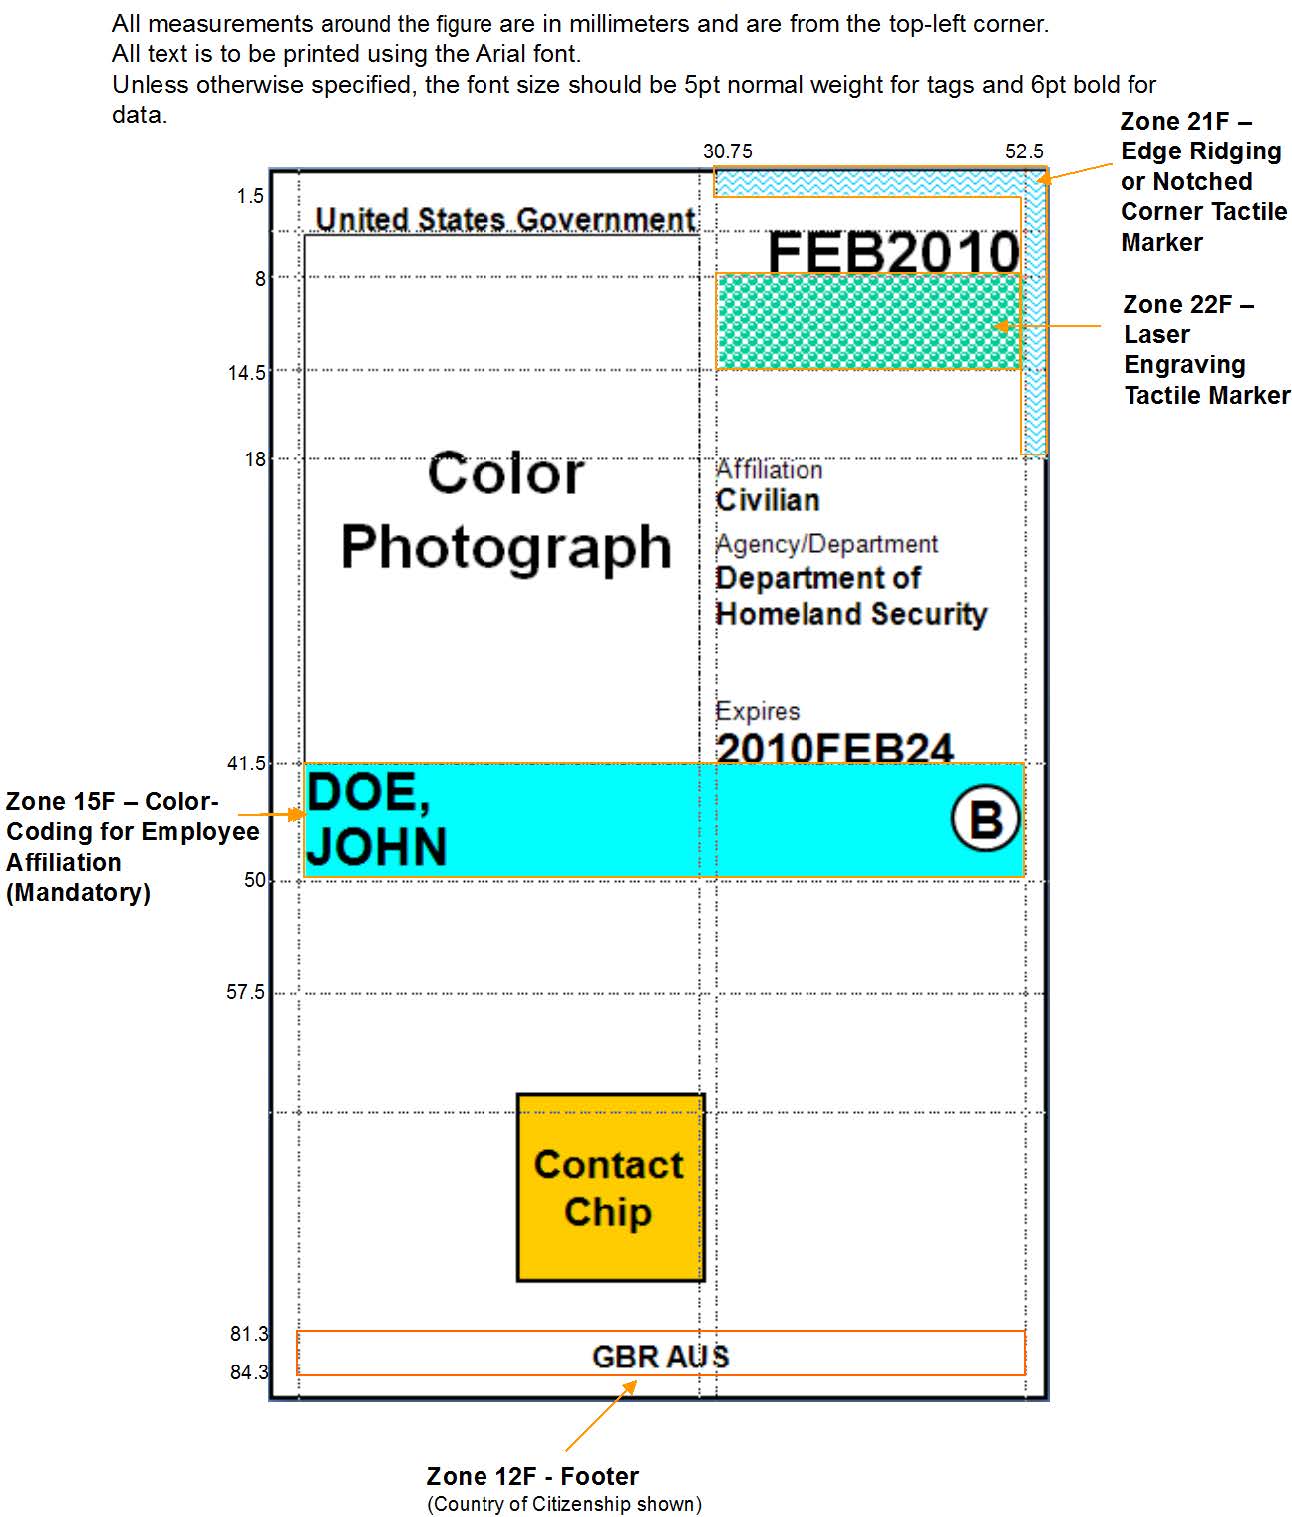 All measurements around the figure are in millimeters and are from the top-left corner.
All text is to be printed using the Arial font.
Unless otherwise specified, the font size should be 5pt normal weight for tags and 6pt bold for
data.
Zone 21F –
Edge Ridging
or Notched
Corner Tactile
Marker
30.75
52.5
1.5
United States Government
FEB2010
8
Zone 22F –
Laser
Engraving
Tactile Marker
14.5
18
Color
Photograph
Affiliation
Civilian
Agency/Department
Department of
Homeland Security
Expires
2010FEB24
41.5
DOE,
JOHN
B
Zone 15F – Color-
Coding for Employee
Affiliation
(Mandatory)
50
57.5
Contact
Chip
81.3
GBR AUS
84.3
Zone 12F - Footer
(Country of Citizenship shown)